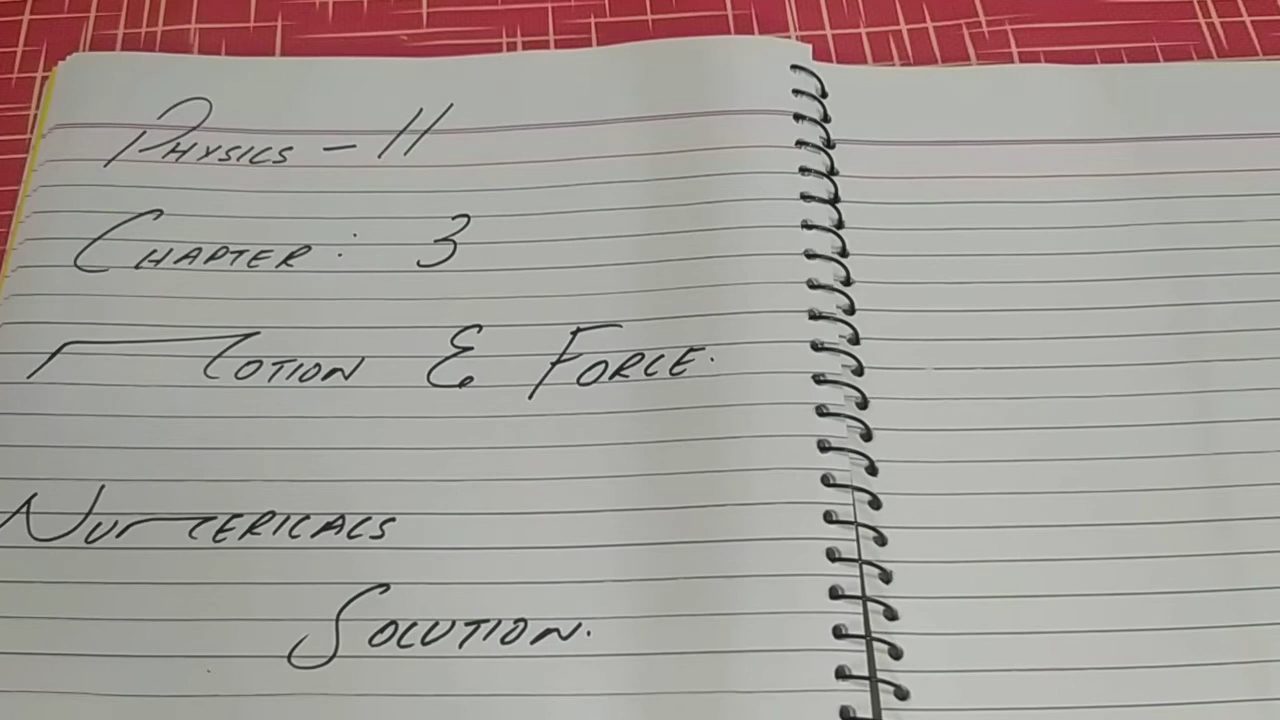 PHYSICS - 11
CHAPTER : 3
MOTION & FORCE.
NUMERICALS
SOLUTION.